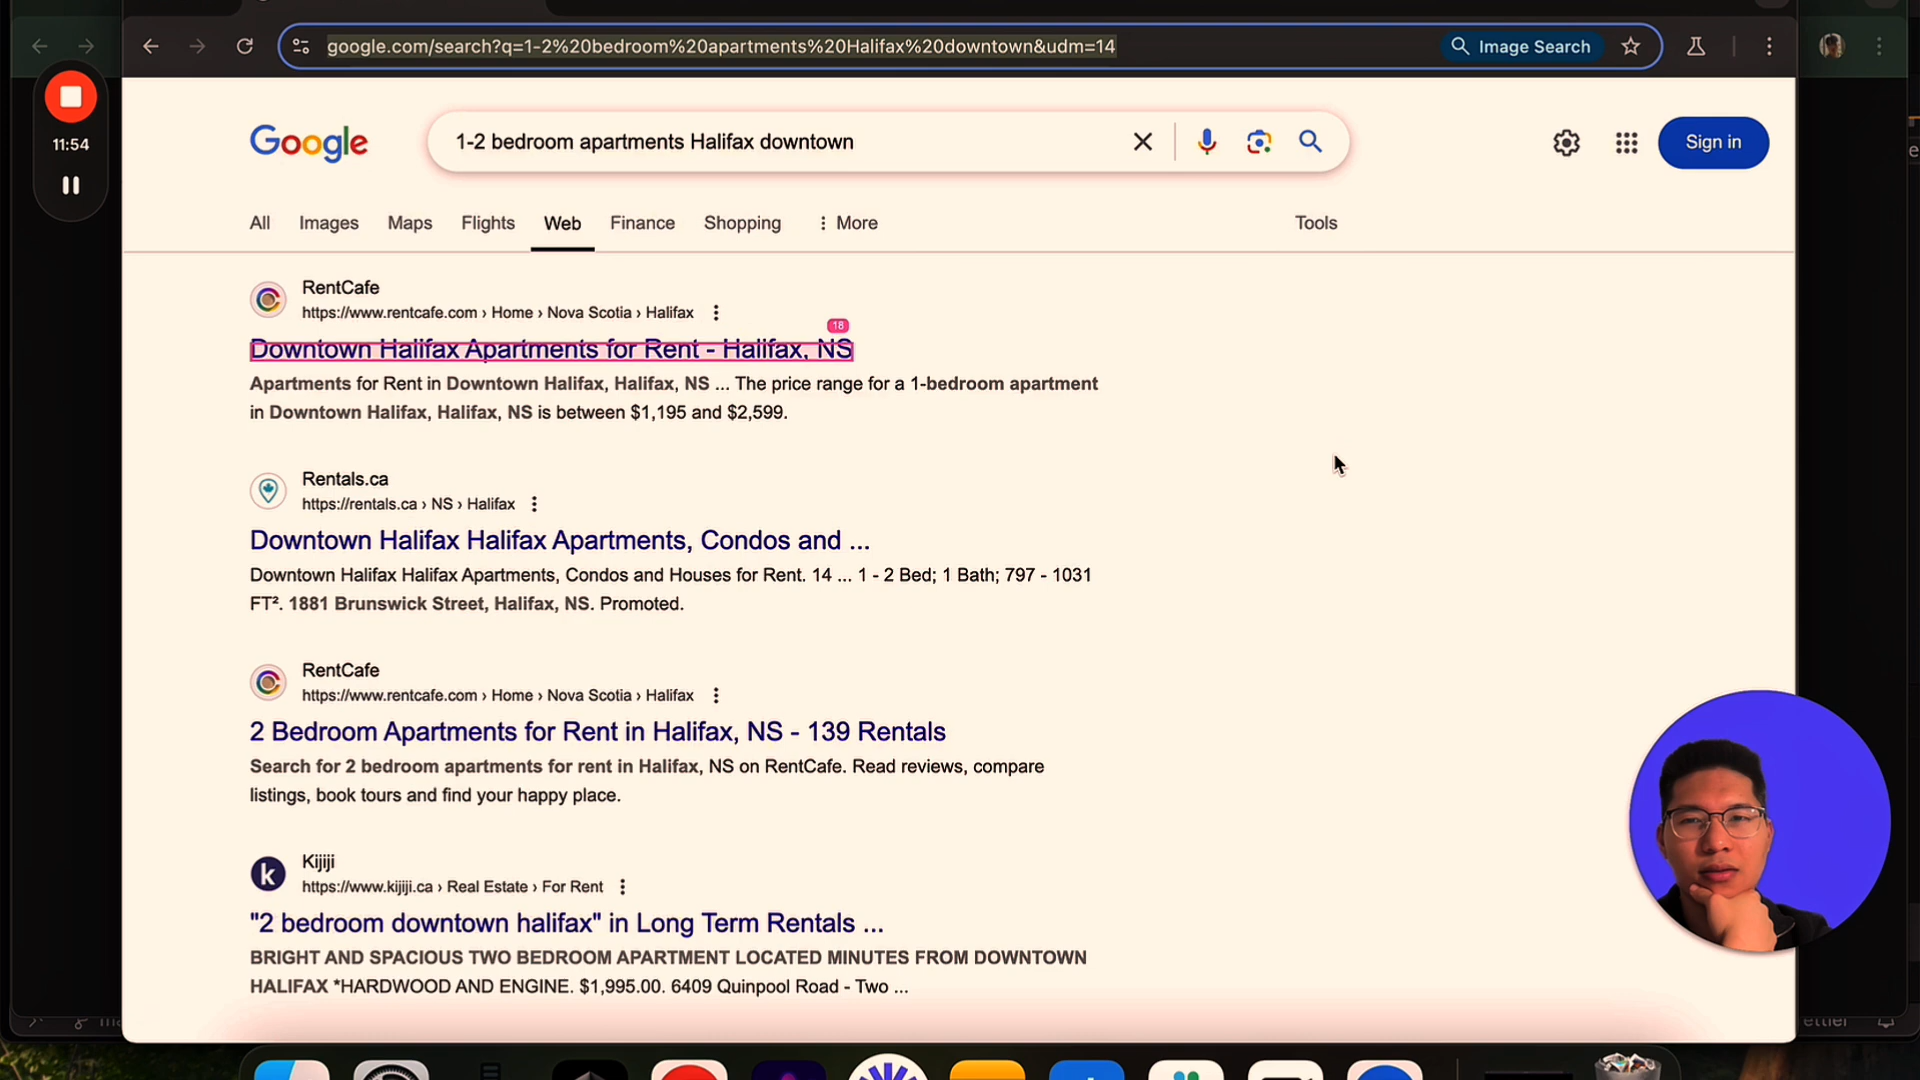 google.com/search?q=1-2%20bedroom%20apartments%20Halifax%20downtown&udm=14
Image Search
11:54
Google
1-2 bedroom apartments Halifax downtown
Sign in
All Images Maps Flights Web Finance Shopping More Tools
RentCafe
https://www.rentcafe.com › Home › Nova Scotia › Halifax
18
Downtown Halifax Apartments for Rent - Halifax, NS
Apartments for Rent in Downtown Halifax, Halifax, NS ... The price range for a 1-bedroom apartment
in Downtown Halifax, Halifax, NS is between $1,195 and $2,599.
Rentals.ca
https://rentals.ca › NS › Halifax
Downtown Halifax Halifax Apartments, Condos and ...
Downtown Halifax Halifax Apartments, Condos and Houses for Rent. 14 ... 1 - 2 Bed; 1 Bath; 797 - 1031
FT². 1881 Brunswick Street, Halifax, NS. Promoted.
RentCafe
https://www.rentcafe.com › Home › Nova Scotia › Halifax
2 Bedroom Apartments for Rent in Halifax, NS - 139 Rentals
Search for 2 bedroom apartments for rent in Halifax, NS on RentCafe. Read reviews, compare
listings, book tours and find your happy place.
k
Kijiji
https://www.kijiji.ca › Real Estate › For Rent
"2 bedroom downtown halifax" in Long Term Rentals ...
BRIGHT AND SPACIOUS TWO BEDROOM APARTMENT LOCATED MINUTES FROM DOWNTOWN
HALIFAX *HARDWOOD AND ENGINE. $1,995.00. 6409 Quinpool Road - Two ...